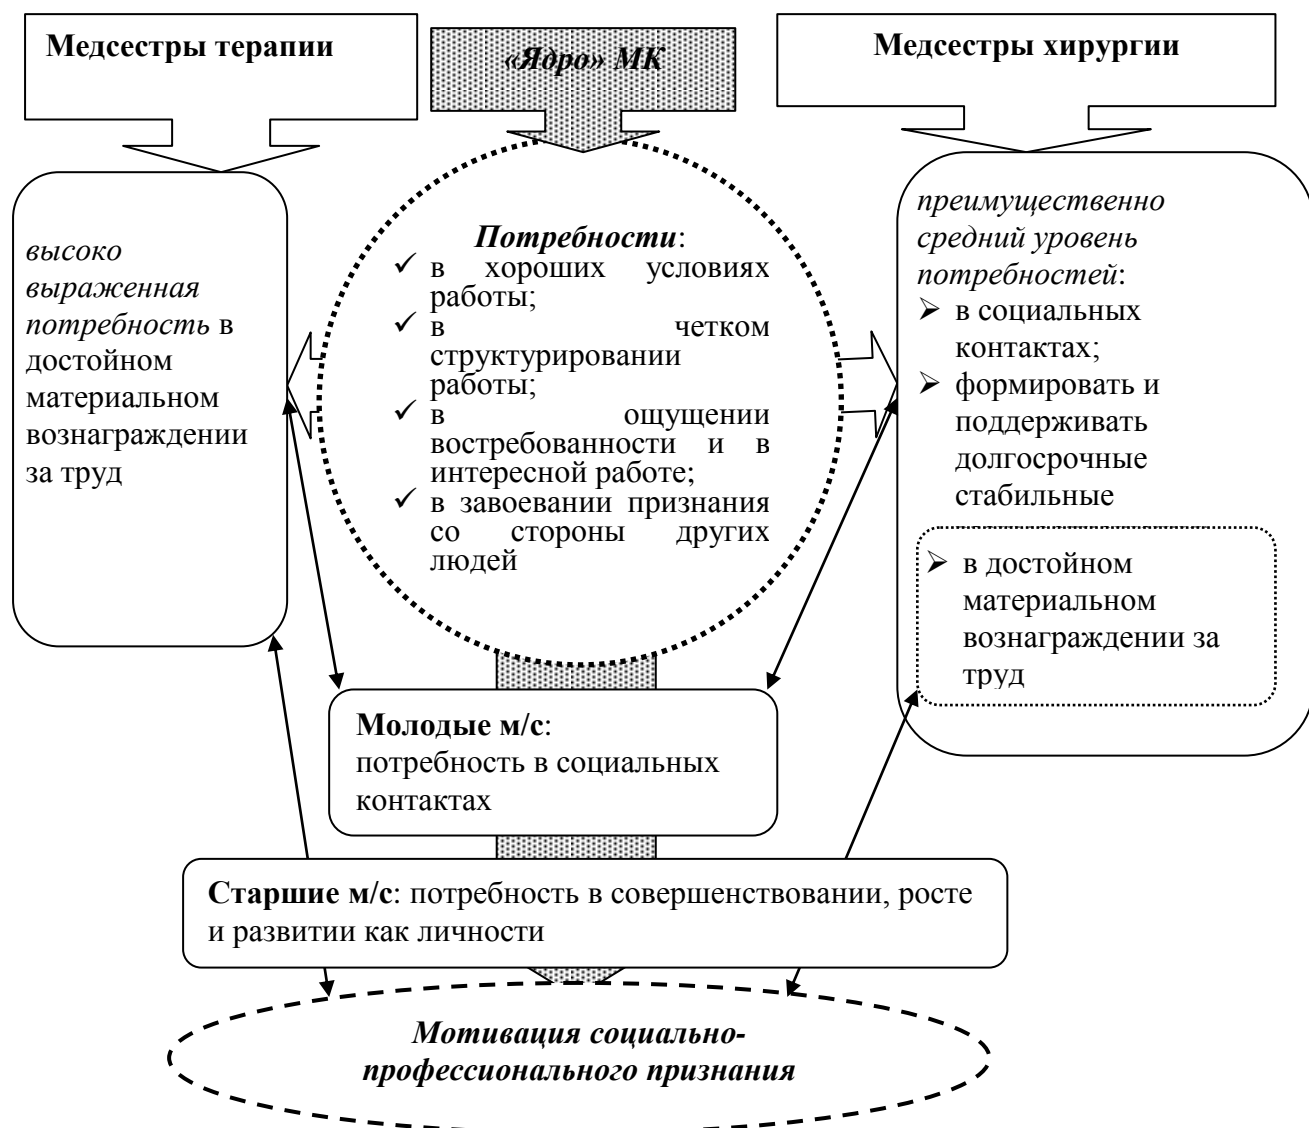 Медсестры терапии
«Ядро» МК
Медсестры хирургии
высоко
выраженная
потребность в
достойном
материальном
вознаграждении
за труд
Потребности:
✓ в хороших условиях
работы;
✓ в четком
структурировании
работы;
✓ в ощущении
востребованности и в
интересной работе;
✓ в завоевании признания
со стороны других
людей
преимущественно
средний уровень
потребностей:
➢ в социальных
контактах;
➢ формировать и
поддерживать
долгосрочные
стабильные
➢ в достойном
материальном
вознаграждении за
труд
Молодые м/с:
потребность в социальных
контактах
Старшие м/с: потребность в совершенствовании, росте
и развитии как личности
Мотивация социально-
профессионального признания